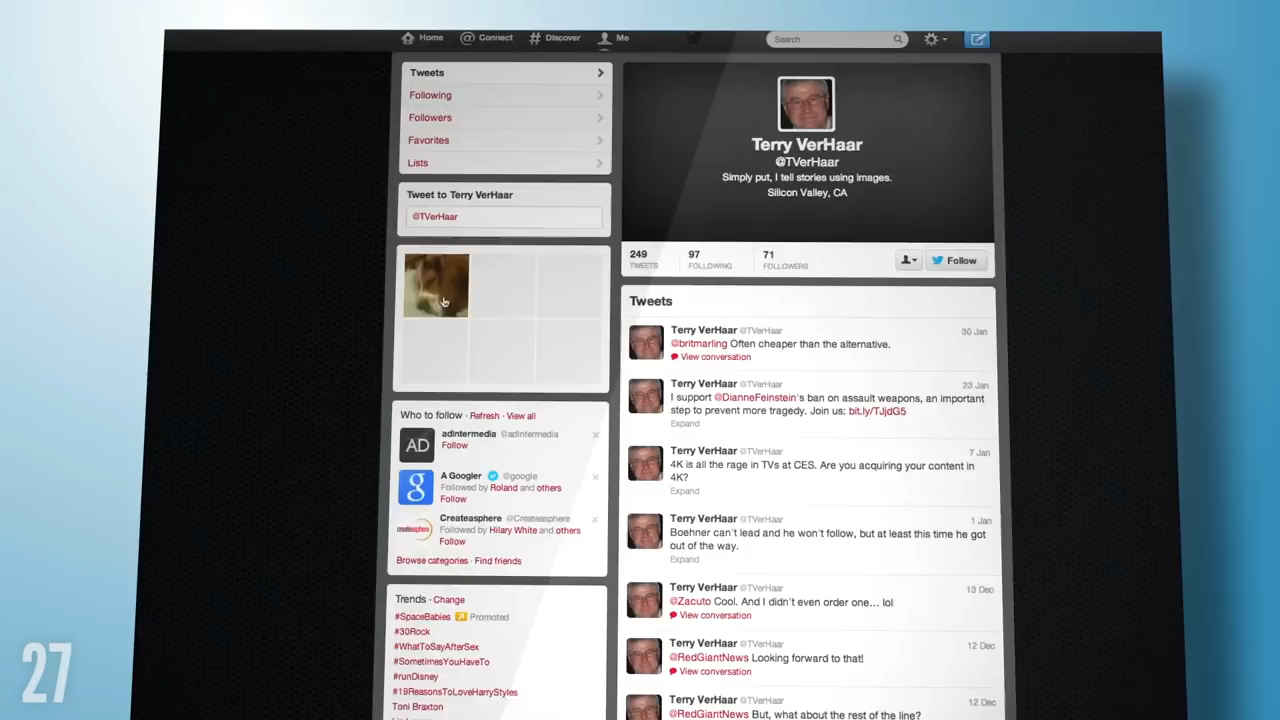 Home
Connect
Discover
Me
Search
Tweets
Following
Followers
Favorites
Lists
Tweet to Terry VerHaar
@TVerHaar
Who to follow · Refresh · View all
AD
adintermedia @adintermedia
Follow
g
A Googler @google
Followed by Roland and others
Follow
createsphere
Createasphere @Createasphere
Followed by Hilary White and others
Follow
Browse categories · Find friends
Trends · Change
#SpaceBabies Promoted
#30Rock
#WhatToSayAfterSex
#SometimesYouHaveTo
#runDisney
#19ReasonsToLoveHarryStyles
Toni Braxton
Terry VerHaar
@TVerHaar
Simply put, I tell stories using images.
Silicon Valley, CA
249
TWEETS
97
FOLLOWING
71
FOLLOWERS
Follow
Tweets
Terry VerHaar @TVerHaar 30 Jan
@britmarling Often cheaper than the alternative.
View conversation
Terry VerHaar @TVerHaar 23 Jan
I support @DianneFeinstein's ban on assault weapons, an important
step to prevent more tragedy. Join us: bit.ly/TJjdG5
Expand
Terry VerHaar @TVerHaar 7 Jan
4K is all the rage in TVs at CES. Are you acquiring your content in
4K?
Expand
Terry VerHaar @TVerHaar 1 Jan
Boehner can't lead and he won't follow, but at least this time he got
out of the way.
Expand
Terry VerHaar @TVerHaar 13 Dec
@Zacuto Cool. And I didn't even order one... lol
View conversation
Terry VerHaar @TVerHaar 12 Dec
@RedGiantNews Looking forward to that!
View conversation
Terry VerHaar @TVerHaar 12 Dec
@RedGiantNews But, what about the rest of the line?
27